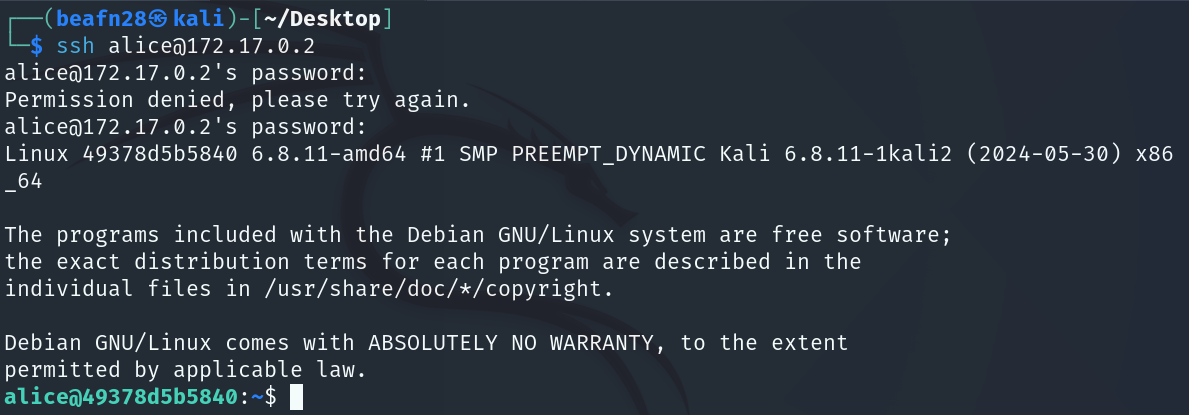 ┌──(beafn28㉿kali)-[~/Desktop]
└─$ ssh alice@172.17.0.2
alice@172.17.0.2's password:
Permission denied, please try again.
alice@172.17.0.2's password:
Linux 49378d5b5840 6.8.11-amd64 #1 SMP PREEMPT_DYNAMIC Kali 6.8.11-1kali2 (2024-05-30) x86
_64
The programs included with the Debian GNU/Linux system are free software;
the exact distribution terms for each program are described in the
individual files in /usr/share/doc/*/copyright.
Debian GNU/Linux comes with ABSOLUTELY NO WARRANTY, to the extent
permitted by applicable law.
alice@49378d5b5840:~$